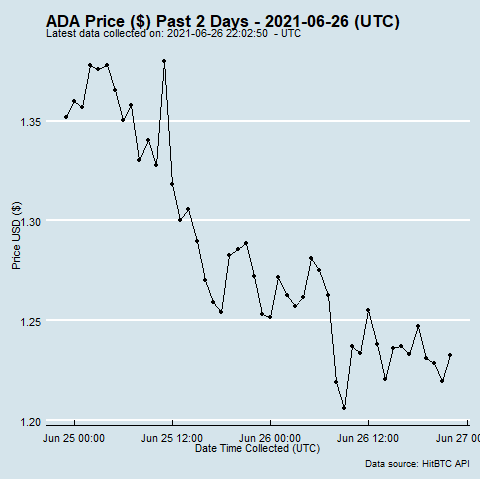 ADA Price ($) Past 2 Days - 2021-06-26 (UTC)
Latest data collected on: 2021-06-26 22:02:50 - UTC
Price USD ($)
1.35
1.30
1.25
1.20
Jun 25 00:00 Jun 25 12:00 Jun 26 00:00 Jun 26 12:00 Jun 27 00
Date Time Collected (UTC)
Data source: HitBTC API